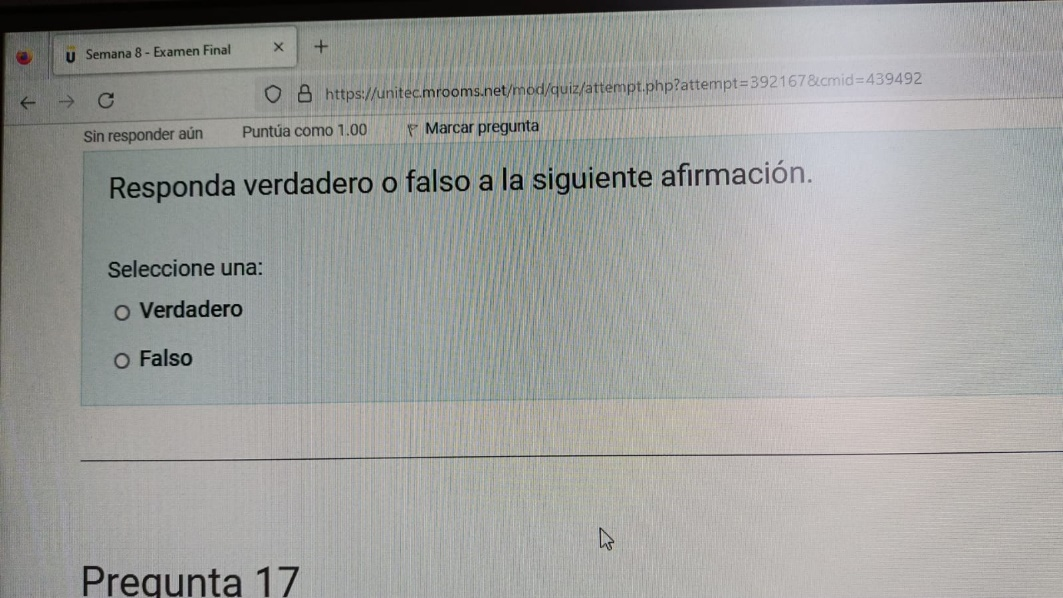 Semana 8 - Examen Final
https://unitec.mrooms.net/mod/quiz/attempt.php?attempt=392167&cmid=439492
Sin responder aún Puntúa como 1.00 Marcar pregunta
Responda verdadero o falso a la siguiente afirmación.
Seleccione una:
Verdadero
Falso
Pregunta 17